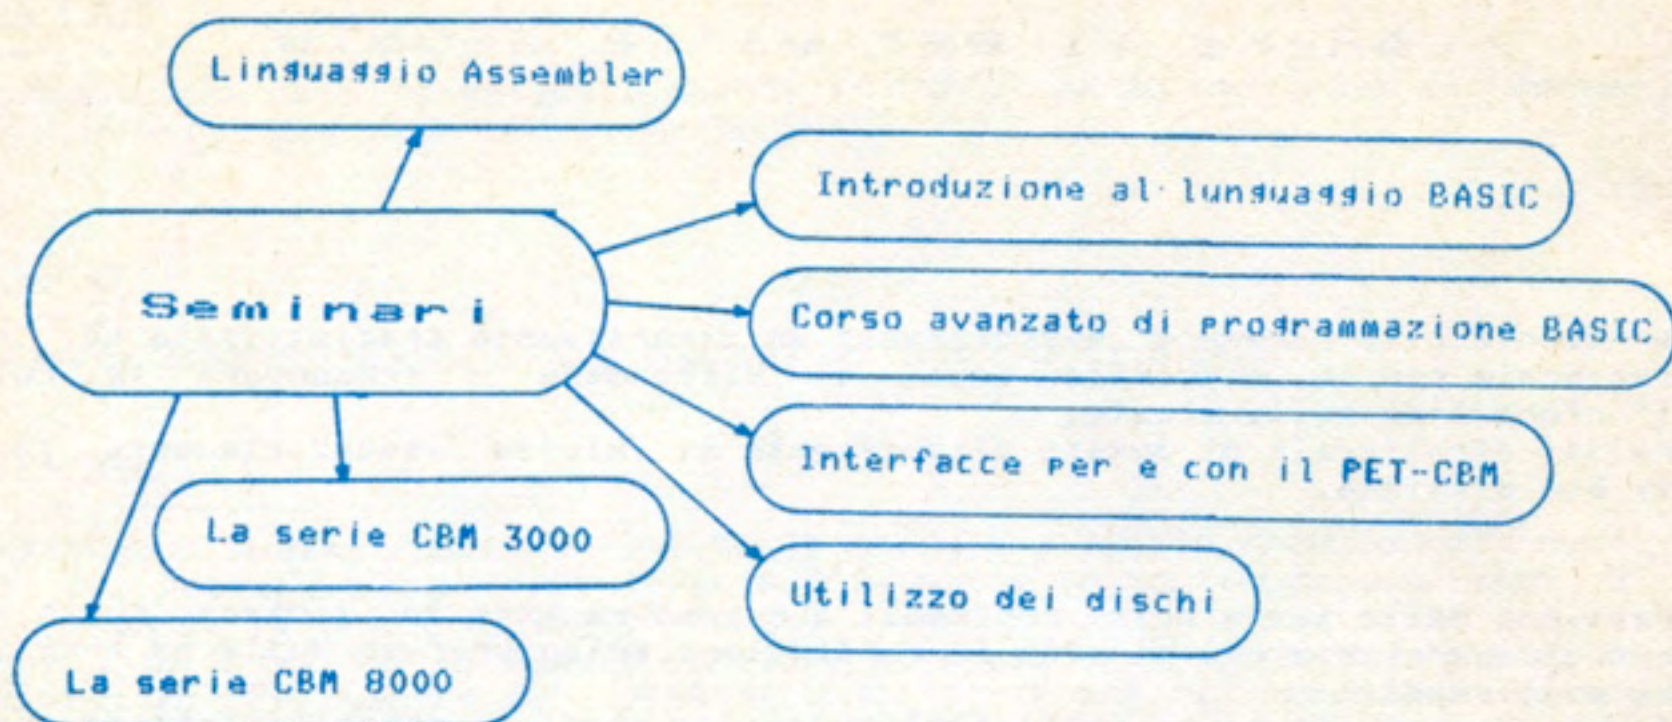 Linguaggio Assembler
Introduzione al lunguaggio BASIC
Seminari
Corso avanzato di programmazione BASIC
Interfacce per e con il PET-CBM
La serie CBM 3000
Utilizzo dei dischi
La serie CBM 8000